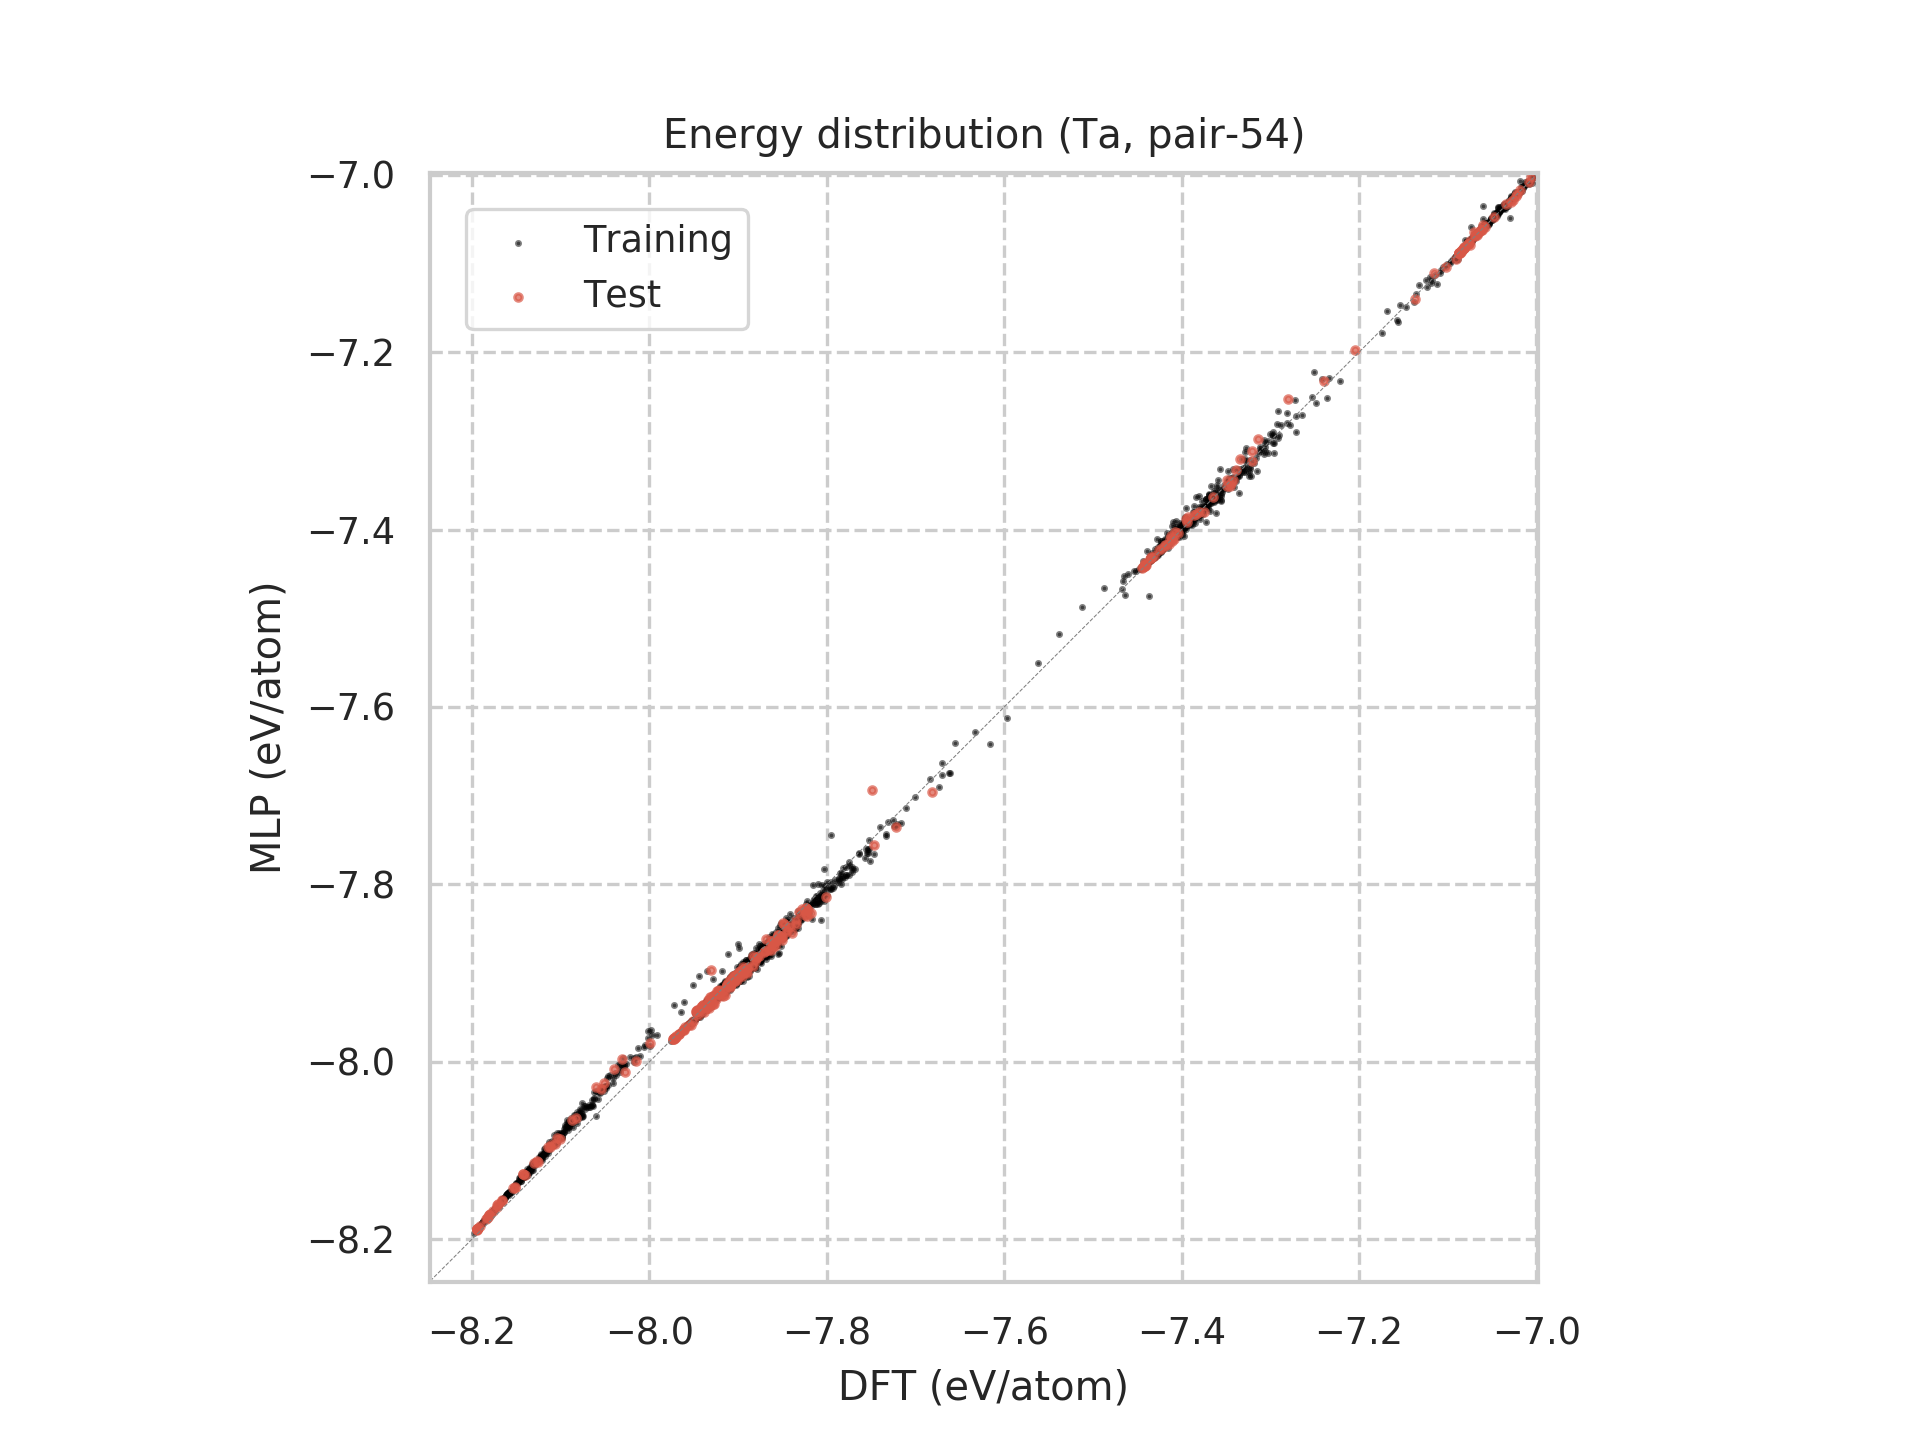 Energy distribution (Ta, pair-54)
−7.0
Training
Test
−7.2
−7.4
−7.6
−7.8
−8.0
−8.2
MLP (eV/atom)
−8.2 −8.0 −7.8 −7.6 −7.4 −7.2 −7.0
DFT (eV/atom)